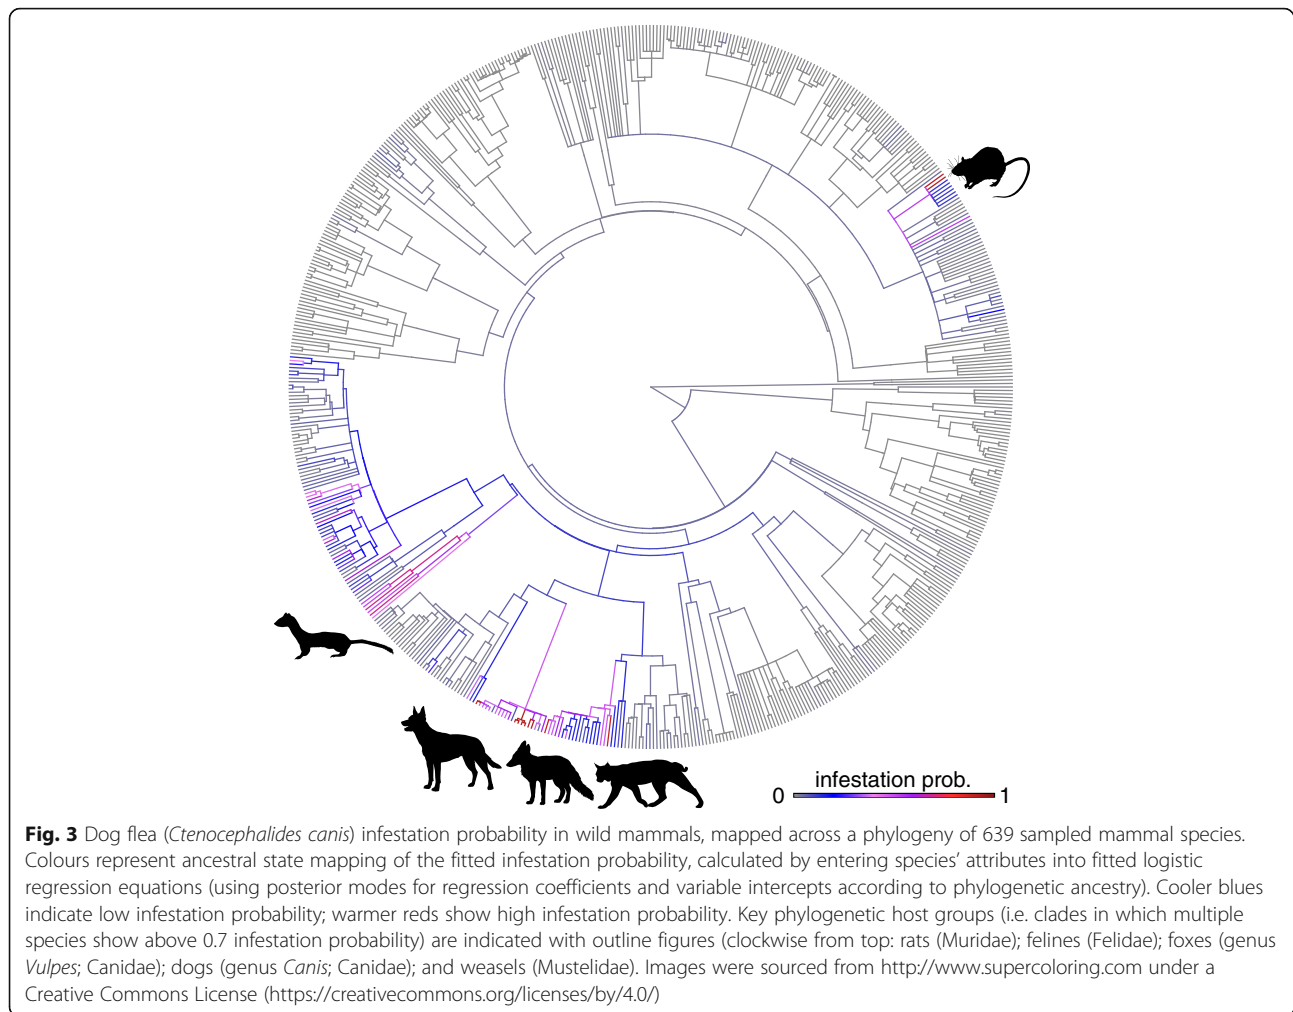 infestation prob.
0 1
Fig. 3 Dog flea (Ctenocephalides canis) infestation probability in wild mammals, mapped across a phylogeny of 639 sampled mammal species.
Colours represent ancestral state mapping of the fitted infestation probability, calculated by entering species’ attributes into fitted logistic
regression equations (using posterior modes for regression coefficients and variable intercepts according to phylogenetic ancestry). Cooler blues
indicate low infestation probability; warmer reds show high infestation probability. Key phylogenetic host groups (i.e. clades in which multiple
species show above 0.7 infestation probability) are indicated with outline figures (clockwise from top: rats (Muridae); felines (Felidae); foxes (genus
Vulpes; Canidae); dogs (genus Canis; Canidae); and weasels (Mustelidae). Images were sourced from http://www.supercoloring.com under a
Creative Commons License (https://creativecommons.org/licenses/by/4.0/)